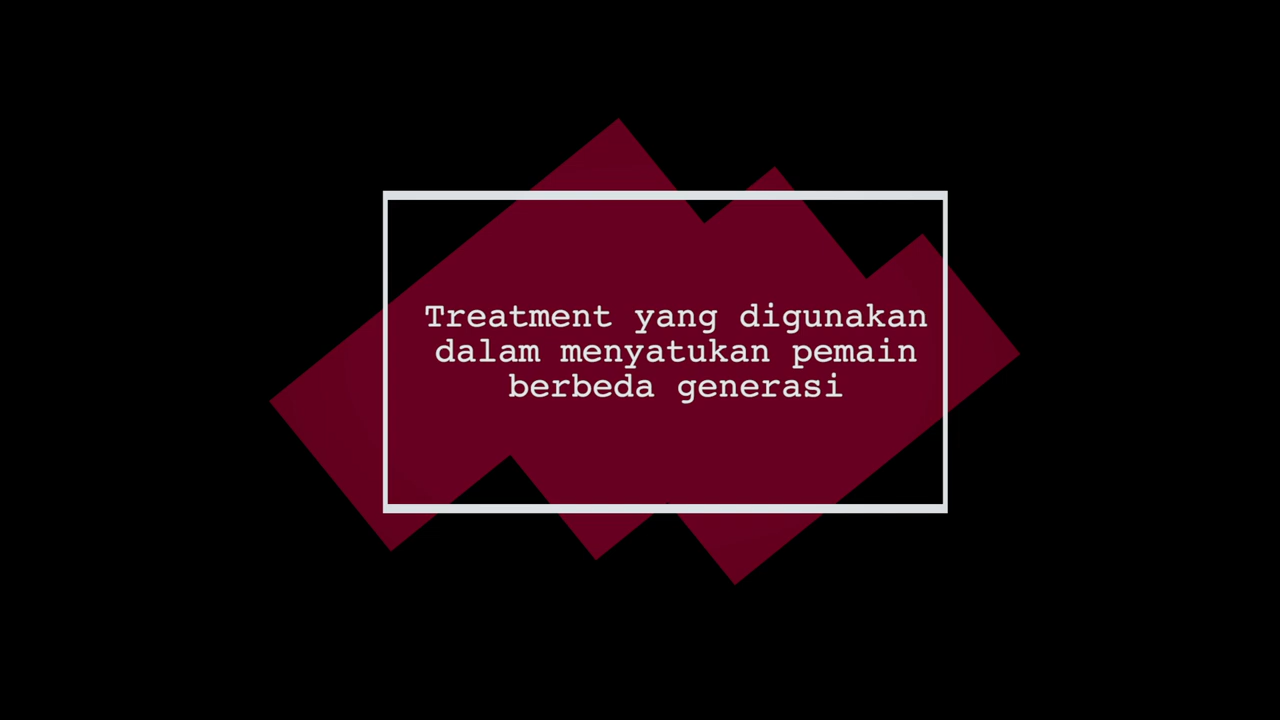 Treatment yang digunakan
dalam menyatukan pemain
berbeda generasi